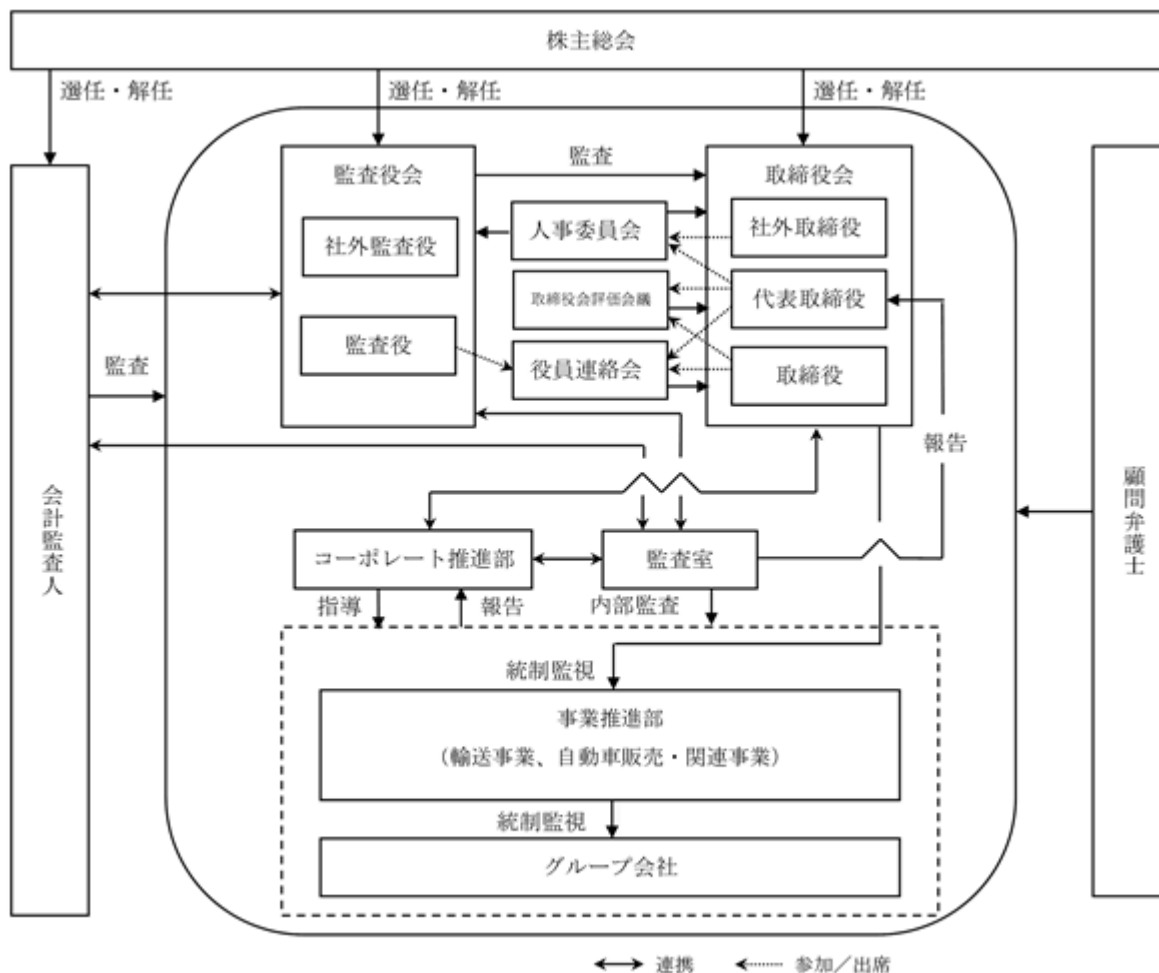 株主総会
選任・解任
選任・解任
選任・解任
監査役会
監査
取締役会
社外監査役
人事委員会
社外取締役
取締役会評価会議
代表取締役
監査役
役員連絡会
取締役
監査
報告
会計監査人
顧問弁護士
コーポレート推進部
監査室
指導
報告
内部監査
統制監視
事業推進部
（輸送事業、自動車販売・関連事業）
統制監視
グループ会社
連携
参加／出席